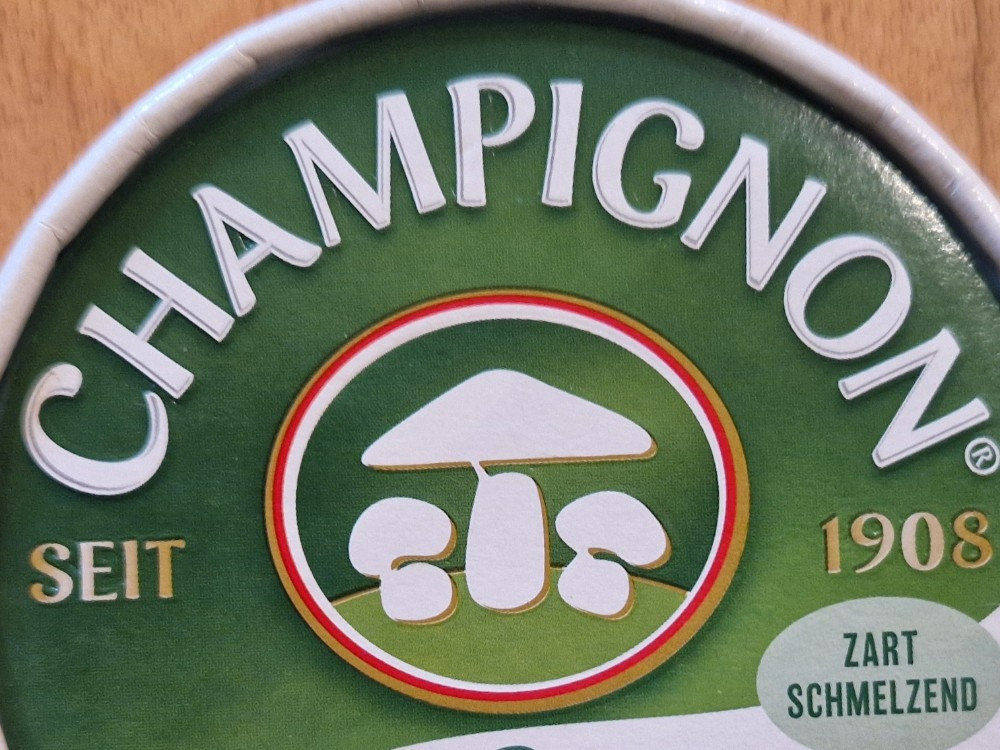 CHAMPIGNON®
SEIT 1908
ZART
SCHMELZEND